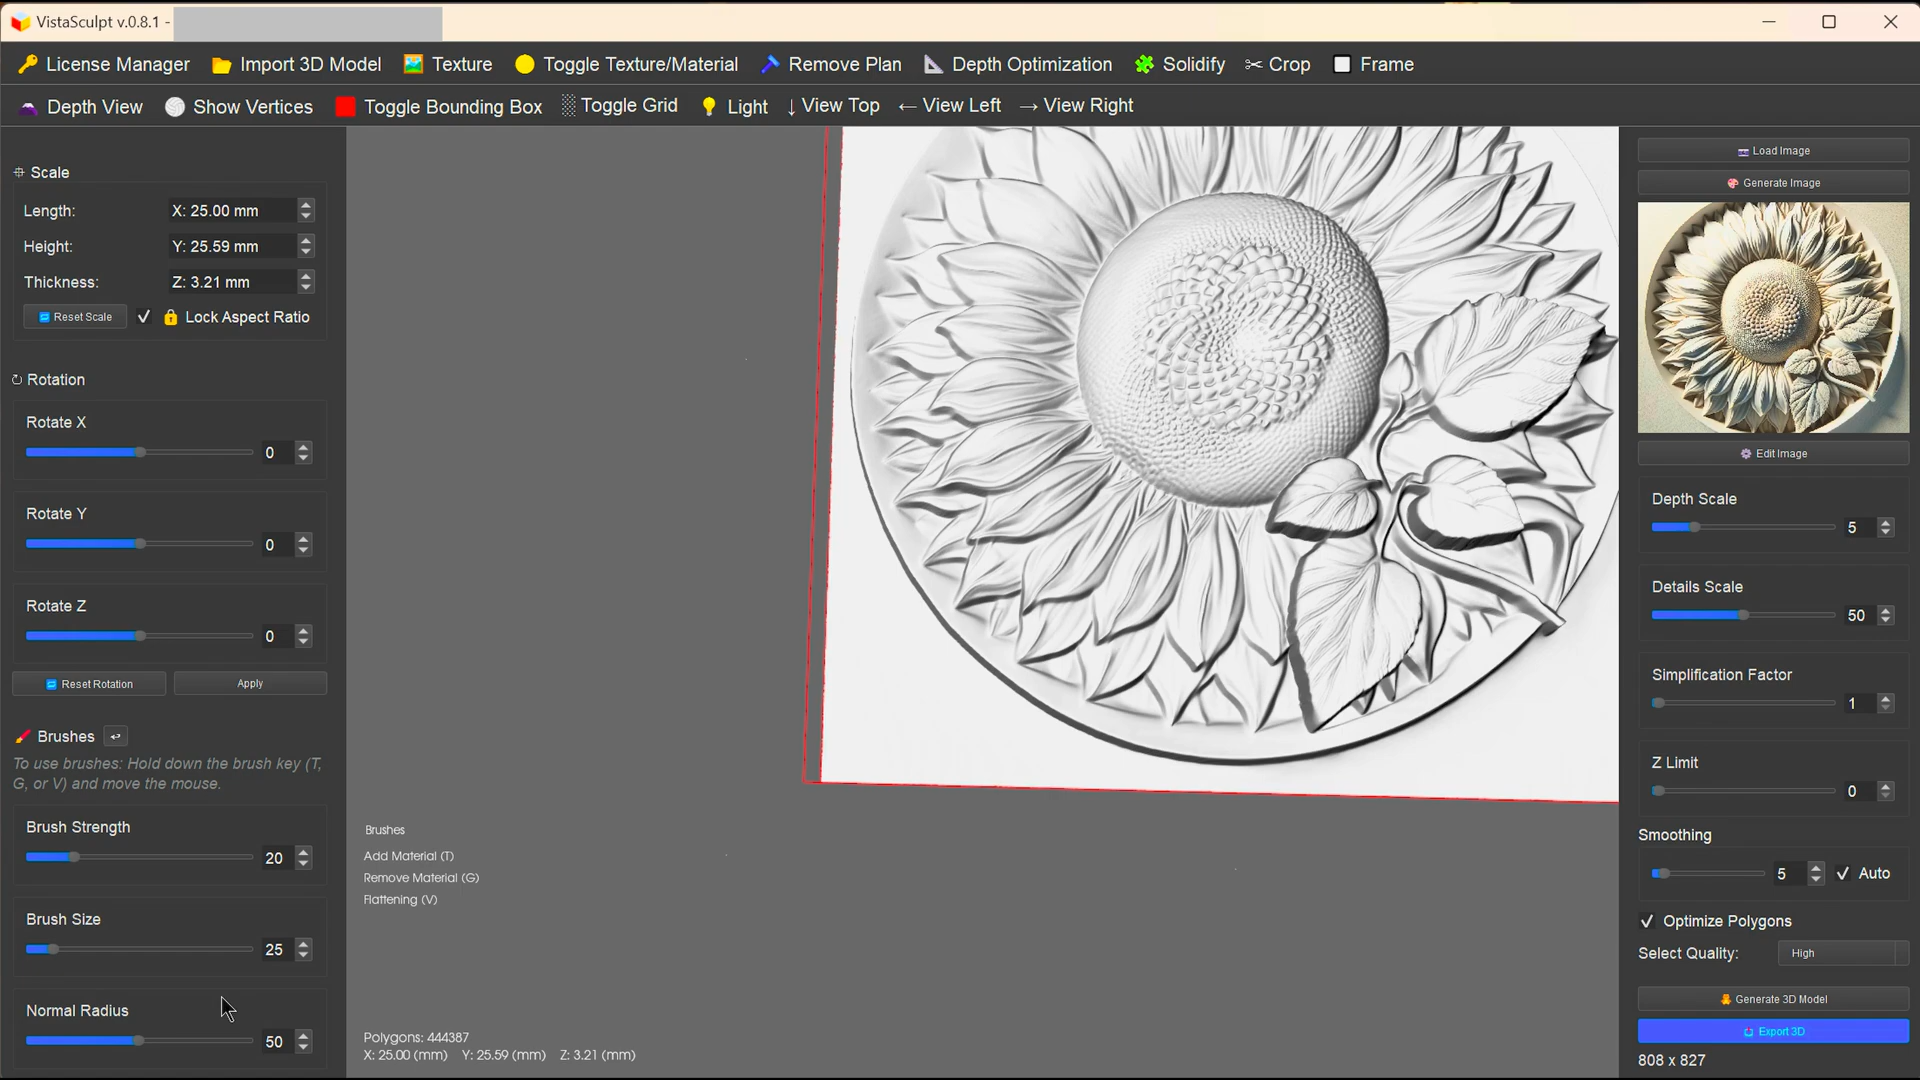 VistaSculpt v.0.8.1 -
License Manager Import 3D Model Texture Toggle Texture/Material Remove Plan Depth Optimization Solidify Crop Frame
Depth View Show Vertices Toggle Bounding Box Toggle Grid Light ↓ View Top ← View Left → View Right
Scale
Length: X: 25.00 mm
Height: Y: 25.59 mm
Thickness: Z: 3.21 mm
Reset Scale Lock Aspect Ratio
Rotation
Rotate X
0
Rotate Y
0
Rotate Z
0
Reset Rotation Apply
Brushes
To use brushes: Hold down the brush key (T,
G, or V) and move the mouse.
Brush Strength
20
Brush Size
25
Normal Radius
50
Brushes
Add Material (T)
Remove Material (G)
Flattening (V)
Polygons: 444387
X: 25.00 (mm) Y: 25.59 (mm) Z: 3.21 (mm)
Load Image
Generate Image
Edit Image
Depth Scale
5
Details Scale
50
Simplification Factor
1
Z Limit
0
Smoothing
5 Auto
Optimize Polygons
Select Quality: High
Generate 3D Model
Export 3D
808 x 827